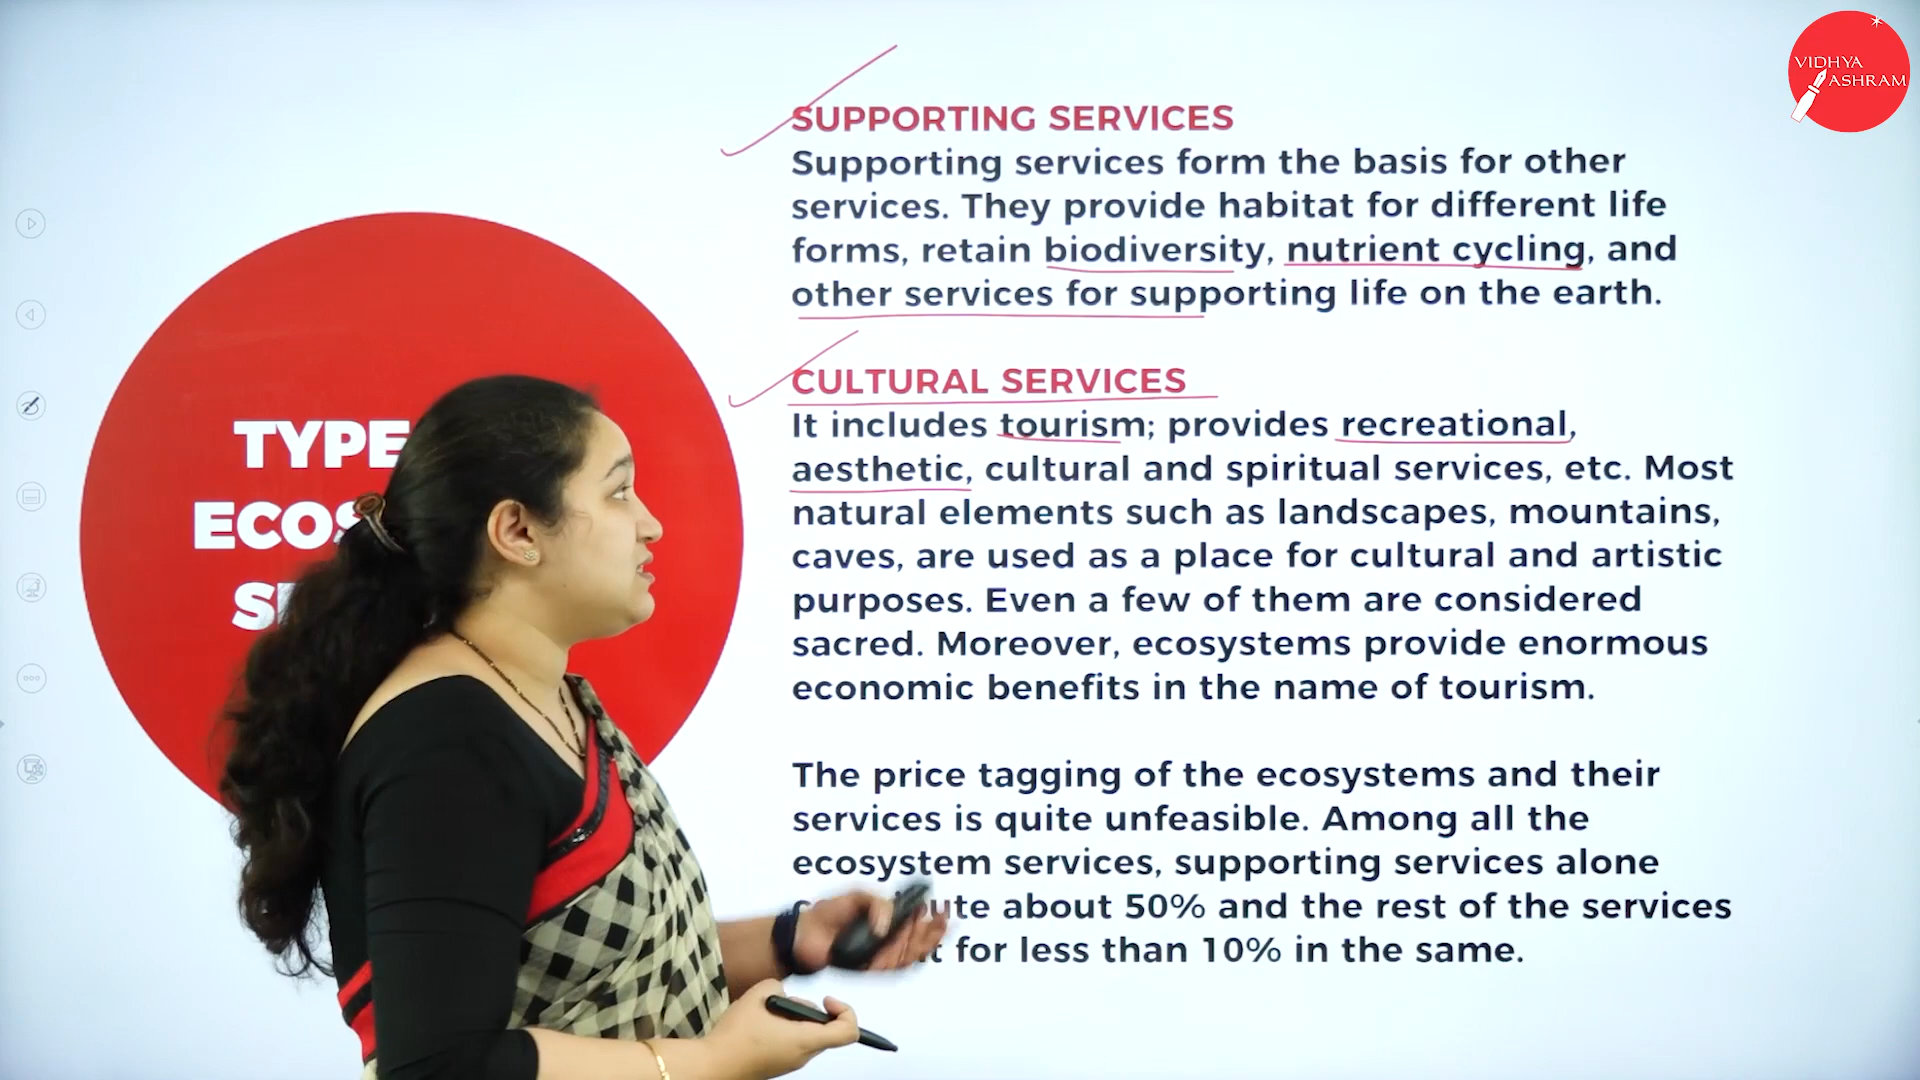 VIDHYA
ASHRAM
SUPPORTING SERVICES
Supporting services form the basis for other
services. They provide habitat for different life
forms, retain biodiversity, nutrient cycling, and
other services for supporting life on the earth.
CULTURAL SERVICES
It includes tourism; provides recreational,
aesthetic, cultural and spiritual services, etc. Most
natural elements such as landscapes, mountains,
caves, are used as a place for cultural and artistic
purposes. Even a few of them are considered
sacred. Moreover, ecosystems provide enormous
economic benefits in the name of tourism.
The price tagging of the ecosystems and their
services is quite unfeasible. Among all the
ecosystem services, supporting services alone
about 50% and the rest of the services
for less than 10% in the same.
TYPE